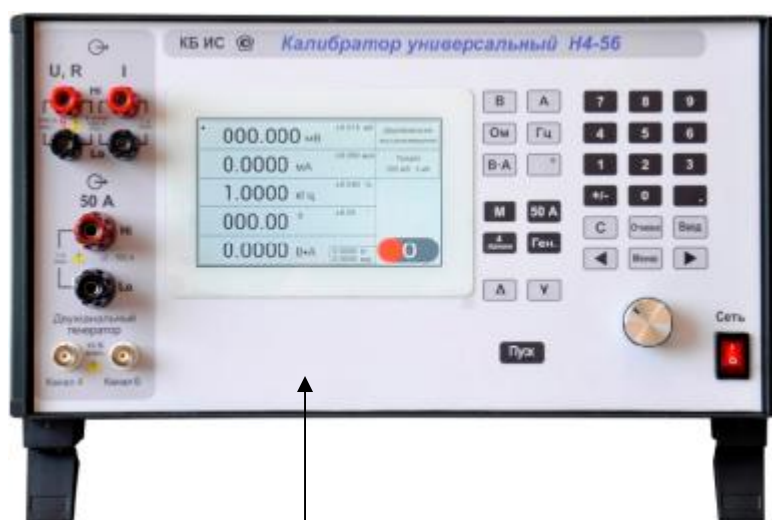 КБ ИС Калибратор универсальный Н4-56
U, R I
Hi
Lo
50 А
Hi
Lo
Двухканальный
генератор
Канал А Канал Б
000.000 мВ
0.0000 мА
1.0000 кГц
000.00 °
0.0000 В•А
0
В А
Ом Гц
В·А °
М 50 А
4
Ген.
Λ V
Пуск
7 8 9
4 5 6
1 2 3
+/- 0 .
С Отмена Ввод
◀ Меню ▶
Сеть